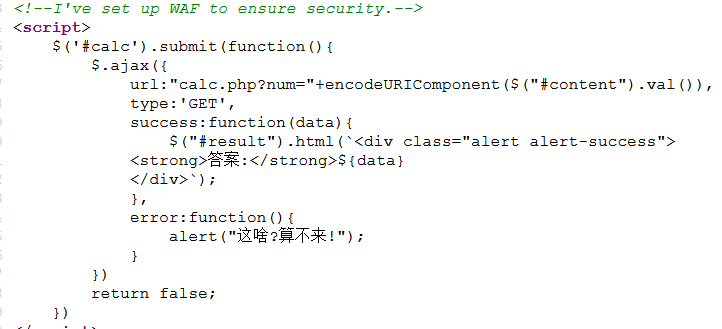 <!--I've set up WAF to ensure security.-->
<script>
$('#calc').submit(function(){
$.ajax({
url:"calc.php?num="+encodeURIComponent($("#content").val()),
type:'GET',
success:function(data){
$("#result").html(`<div class="alert alert-success">
<strong>答案:</strong>${data}
</div>`);
},
error:function(){
alert("这啥?算不来!");
}
})
return false;
})